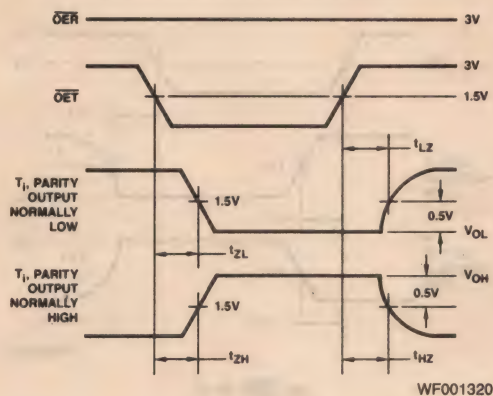 OER 3V
3V
OET 1.5V
tLZ
Ti, PARITY
OUTPUT
NORMALLY
LOW
1.5V
0.5V
VOL
tZL
Ti, PARITY
OUTPUT
NORMALLY
HIGH
VOH
1.5V
0.5V
tZH
tHZ
WF001320